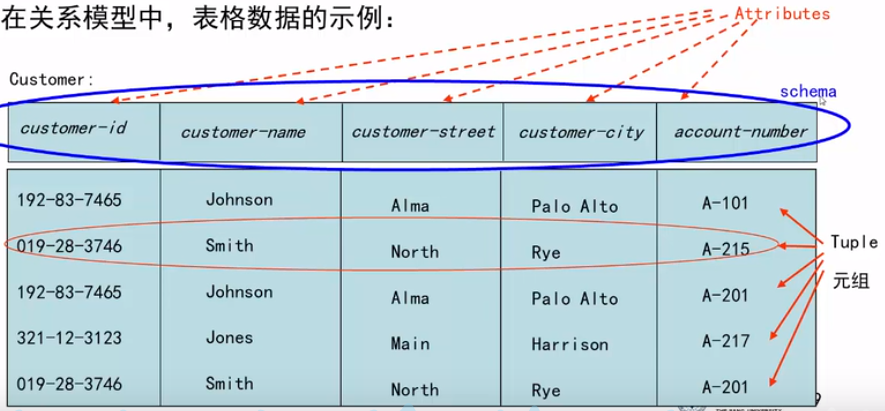 在关系模型中，表格数据的示例：
Attributes
Customer:
schema
customer-id customer-name customer-street customer-city account-number
192-83-7465 Johnson Alma Palo Alto A-101
019-28-3746 Smith North Rye A-215
Tuple
元组
192-83-7465 Johnson Alma Palo Alto A-201
321-12-3123 Jones Main Harrison A-217
019-28-3746 Smith North Rye A-201